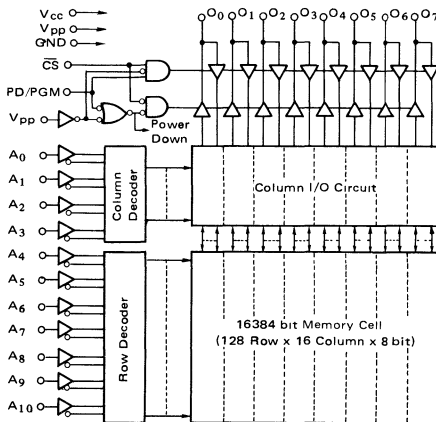 Vcc
Vpp
GND
CS
PD/PGM
Vpp
O0 O1 O2 O3 O4 O5 O6 O7
Power
Down
A0
A1
A2
A3
A4
A5
A6
A7
A8
A9
A10
Column
Decoder
Row Decoder
Column I/O Circuit
16384 bit Memory Cell
(128 Row x 16 Column x 8 bit)